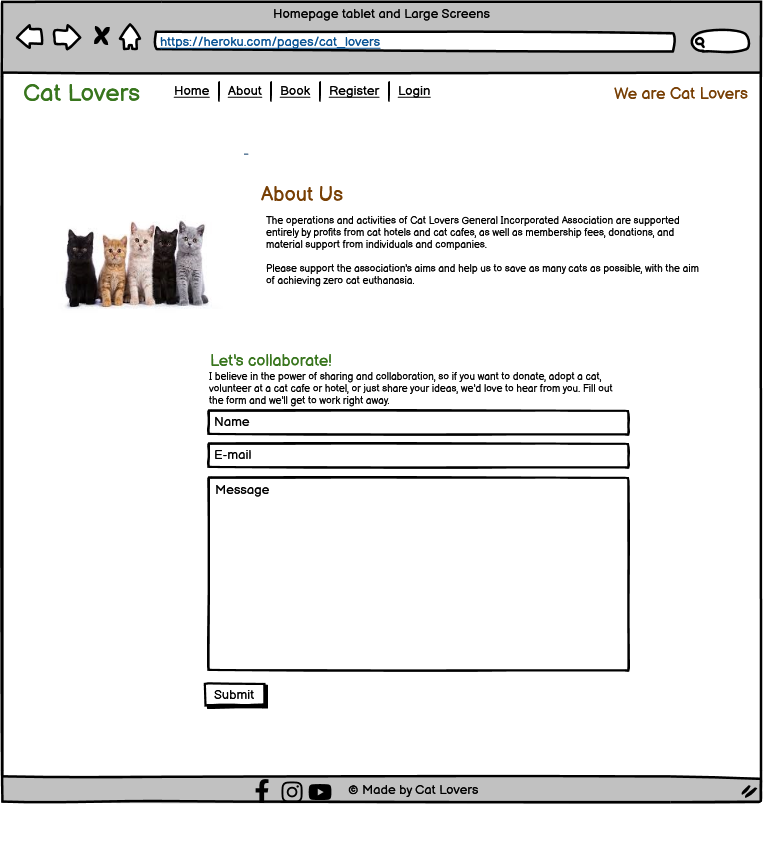 Homepage tablet and Large Screens
https://heroku.com/pages/cat_lovers
Cat Lovers
Home | About | Book | Register | Login
We are Cat Lovers
About Us
The operations and activities of Cat Lovers General Incorporated Association are supported
entirely by profits from cat hotels and cat cafes, as well as membership fees, donations, and
material support from individuals and companies.
Please support the association's aims and help us to save as many cats as possible, with the aim
of achieving zero cat euthanasia.
Let's collaborate!
I believe in the power of sharing and collaboration, so if you want to donate, adopt a cat,
volunteer at a cat cafe or hotel, or just share your ideas, we'd love to hear from you. Fill out
the form and we'll get to work right away.
Name
E-mail
Message
Submit
© Made by Cat Lovers